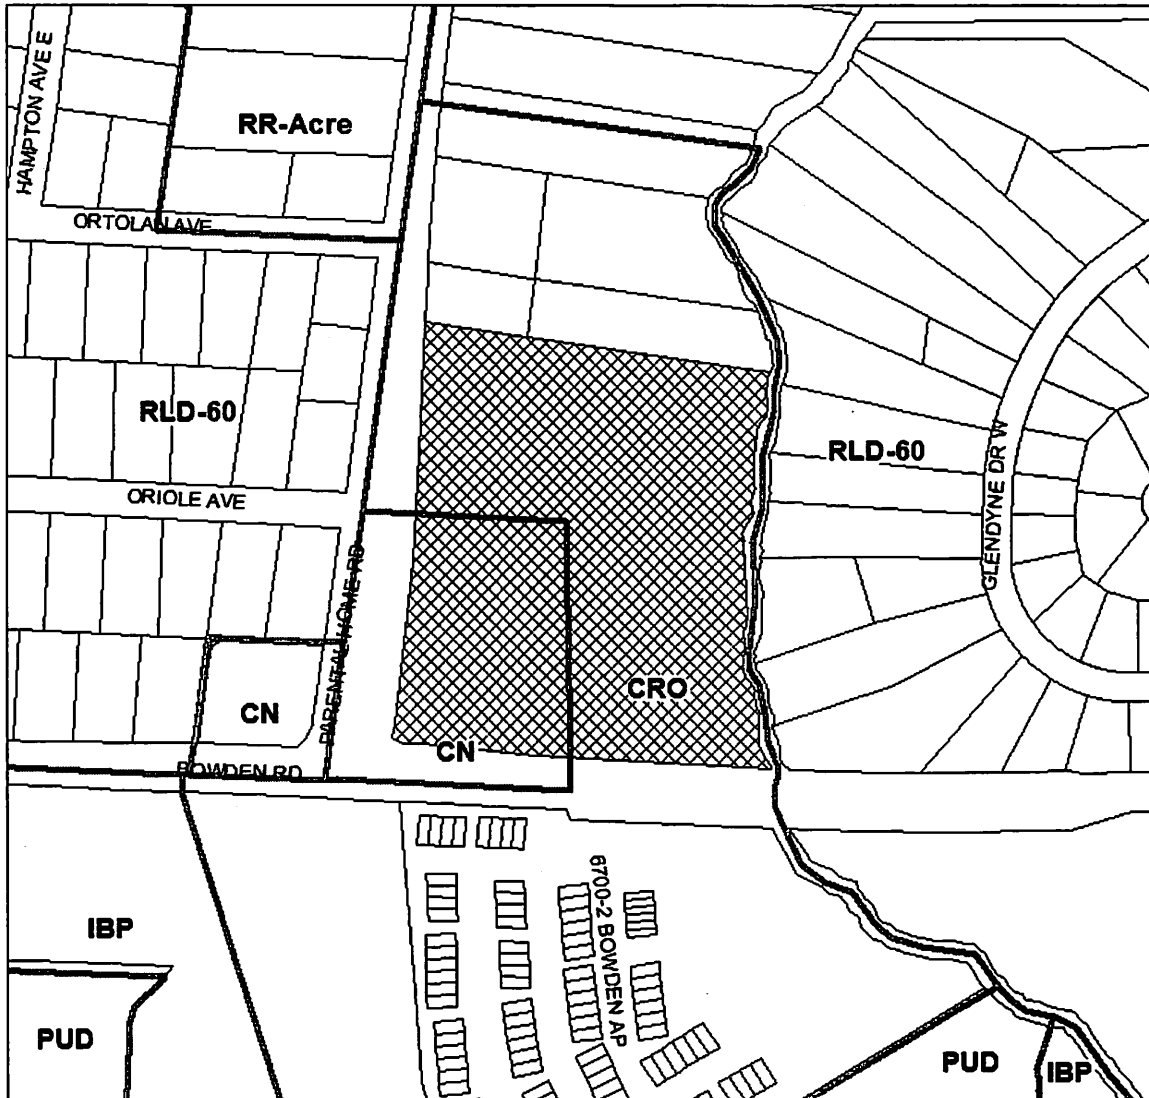 HAMPTON AVE E
RR-Acre
ORTOLAN AVE
RLD-60
RLD-60
GLENDYNE DR W
ORIOLE AVE
PARENTAL HOME RD
CRO
CN
CN
BOWDEN RD
6700-2 BOWDEN AP
IBP
PUD
PUD
IBP